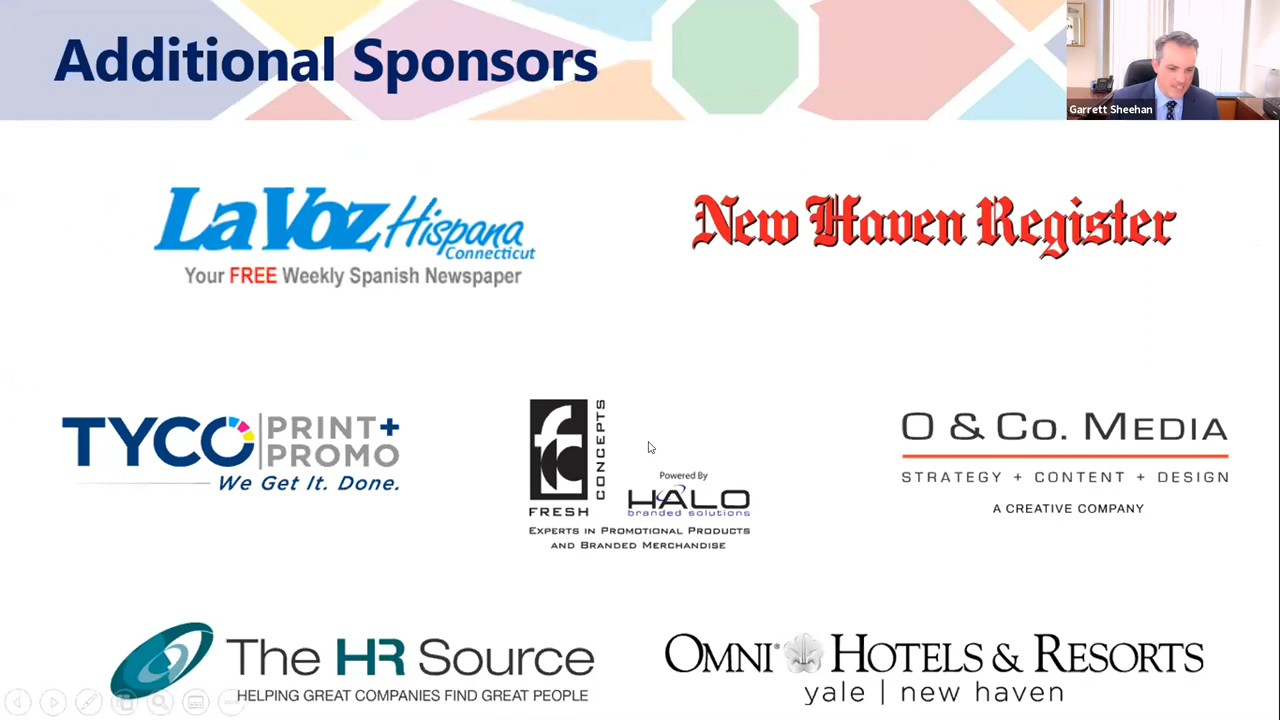 Additional Sponsors
Garrett Sheehan
La Voz Hispana
Connecticut
Your FREE Weekly Spanish Newspaper
New Haven Register
TYCO PRINT+
PROMO
We Get It. Done.
fc
CONCEPTS
FRESH
Powered By
HALO
branded solutions
EXPERTS IN PROMOTIONAL PRODUCTS
AND BRANDED MERCHANDISE
O & CO. MEDIA
STRATEGY + CONTENT + DESIGN
A CREATIVE COMPANY
The HR Source
HELPING GREAT COMPANIES FIND GREAT PEOPLE
OMNI® HOTELS & RESORTS
yale | new haven